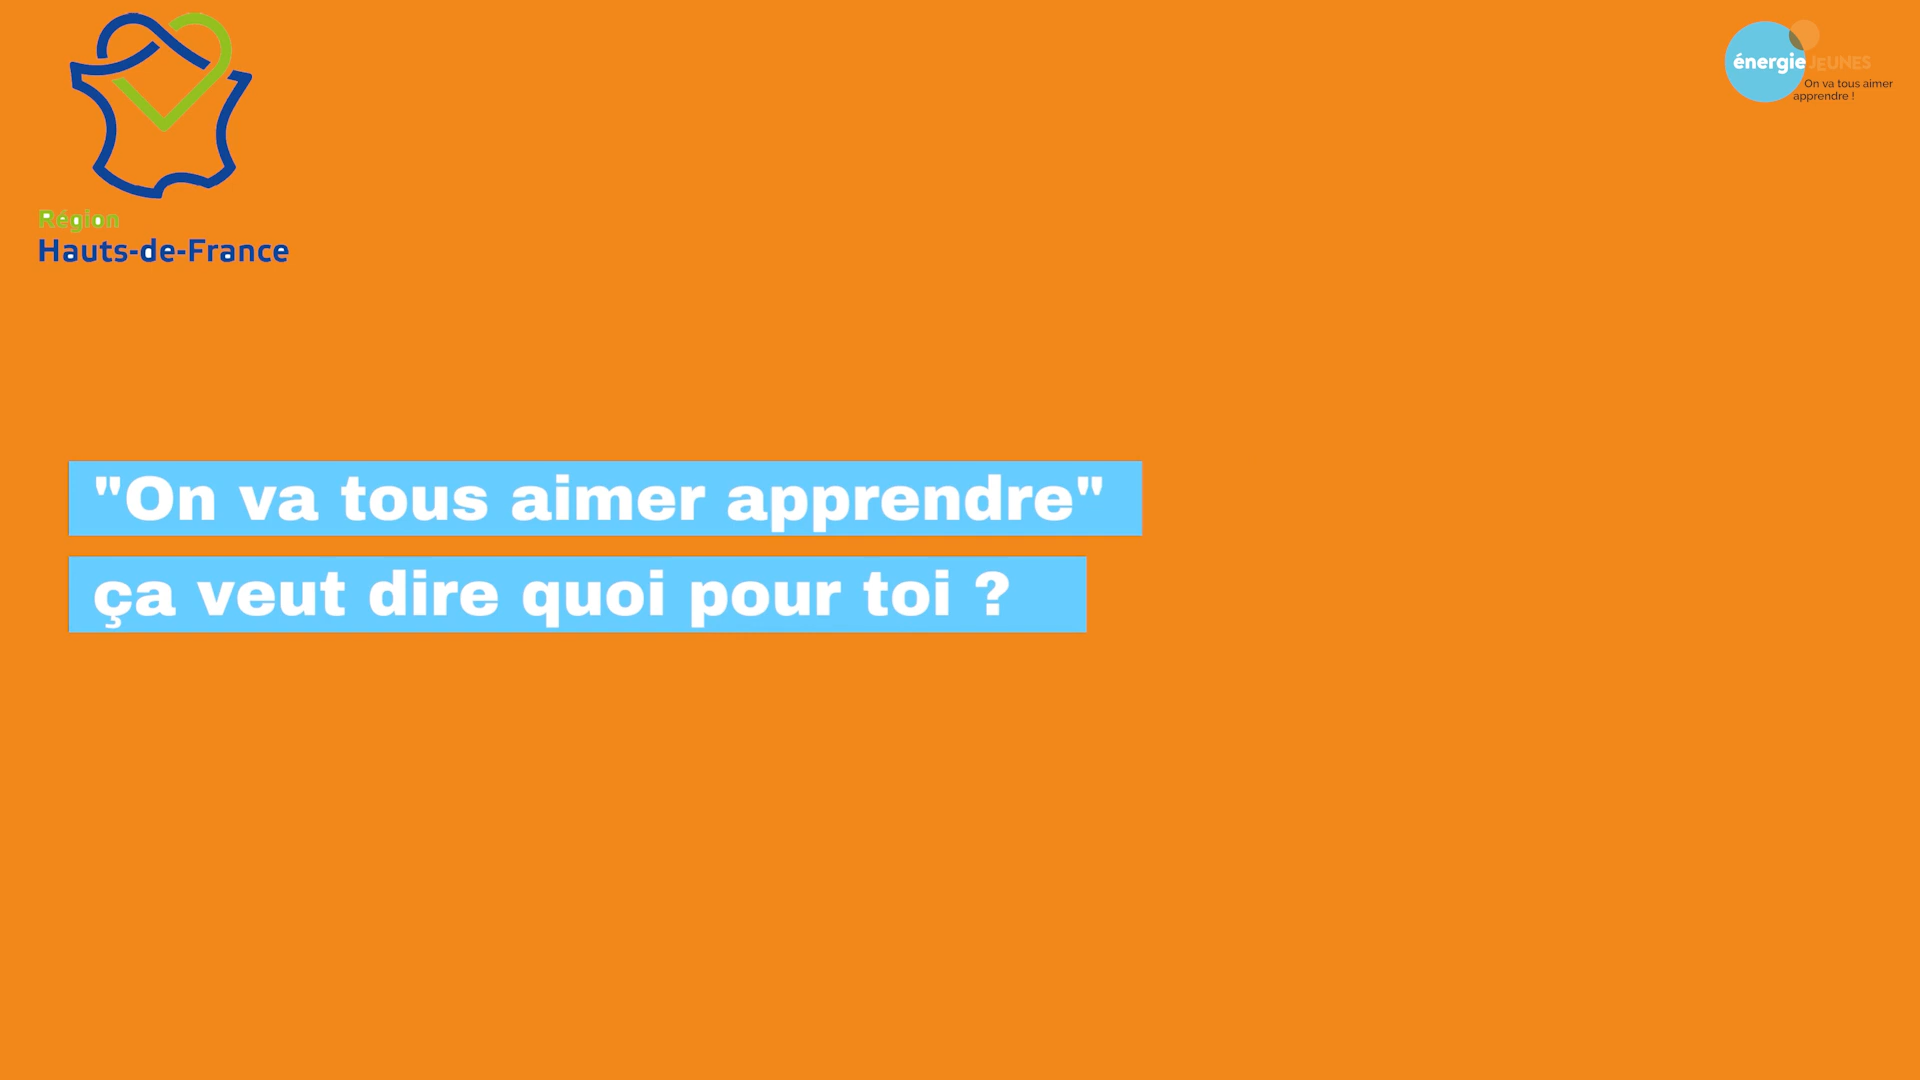 Région
Hauts-de-France
énergie JEUNES
On va tous aimer
apprendre !
"On va tous aimer apprendre"
ça veut dire quoi pour toi ?